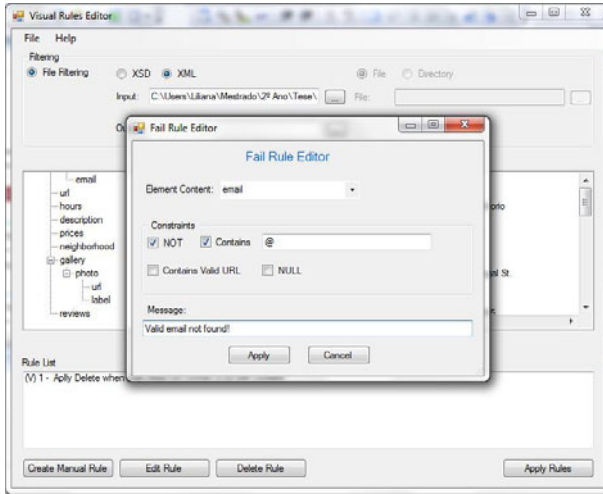 Visual Rules Editor
File Help
Filtering
File Filtering XSD XML File Directory
Input: C:\Users\Liliana\Mestrado\2º Ano\Tese\ ... File: ...
Fail Rule Editor
Fail Rule Editor
Element Content: email
Constraints
NOT Contains @
Contains Valid URL NULL
Message:
Valid email not found!
Apply Cancel
email
url
hours
description
prices
neighborhood
gallery
photo
url
label
reviews
St.
Rule List
(V) 1 - Aplly Delete when
Create Manual Rule Edit Rule Delete Rule Apply Rules